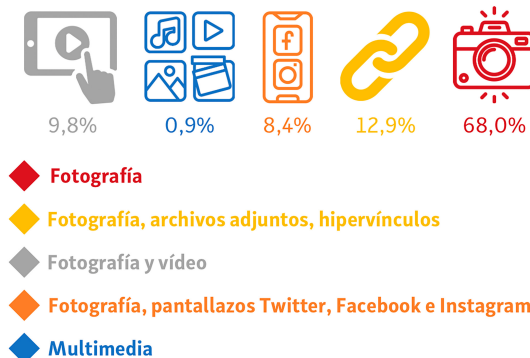 9,8% 0,9% 8,4% 12,9% 68,0%
Fotografía
Fotografía, archivos adjuntos, hipervínculos
Fotografía y vídeo
Fotografía, pantallazos Twitter, Facebook e Instagram
Multimedia